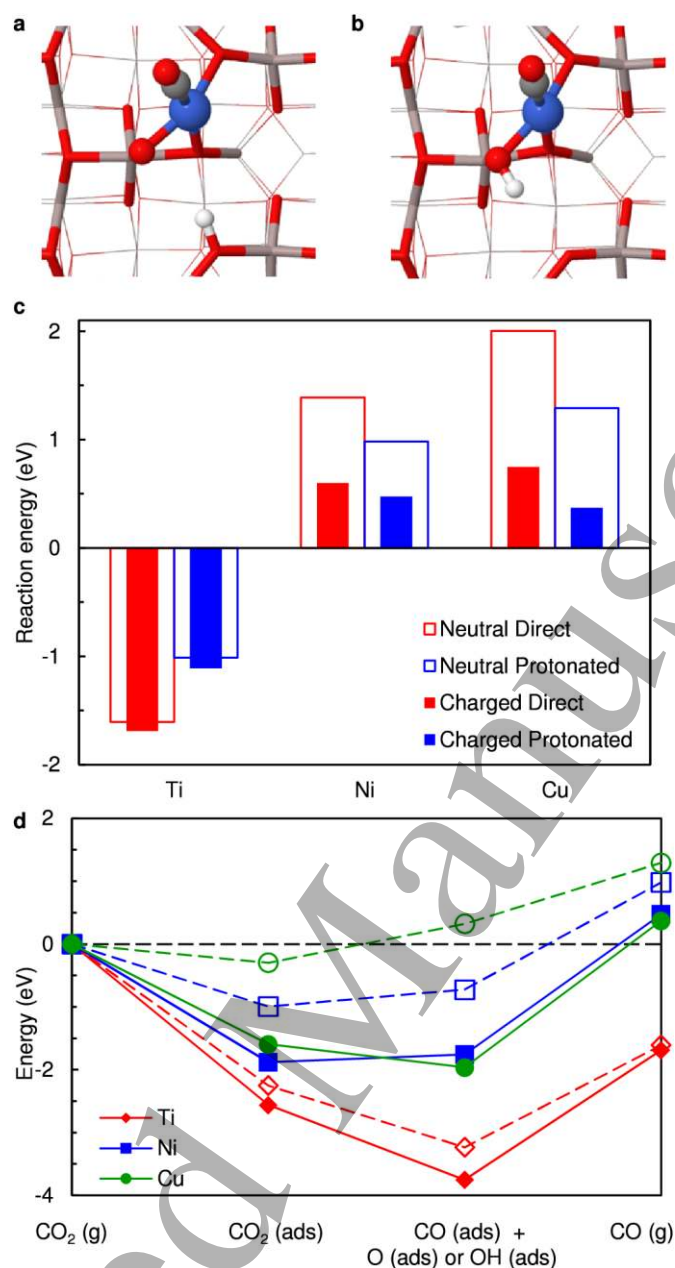 a
b
c
2
1
0
-1
-2
Reaction energy (eV)
Neutral Direct
Neutral Protonated
Charged Direct
Charged Protonated
Ti Ni Cu
d
2
0
-2
-4
Energy (eV)
Ti
Ni
Cu
CO₂ (g) CO₂ (ads) CO (ads) + CO (g)
O (ads) or OH (ads)